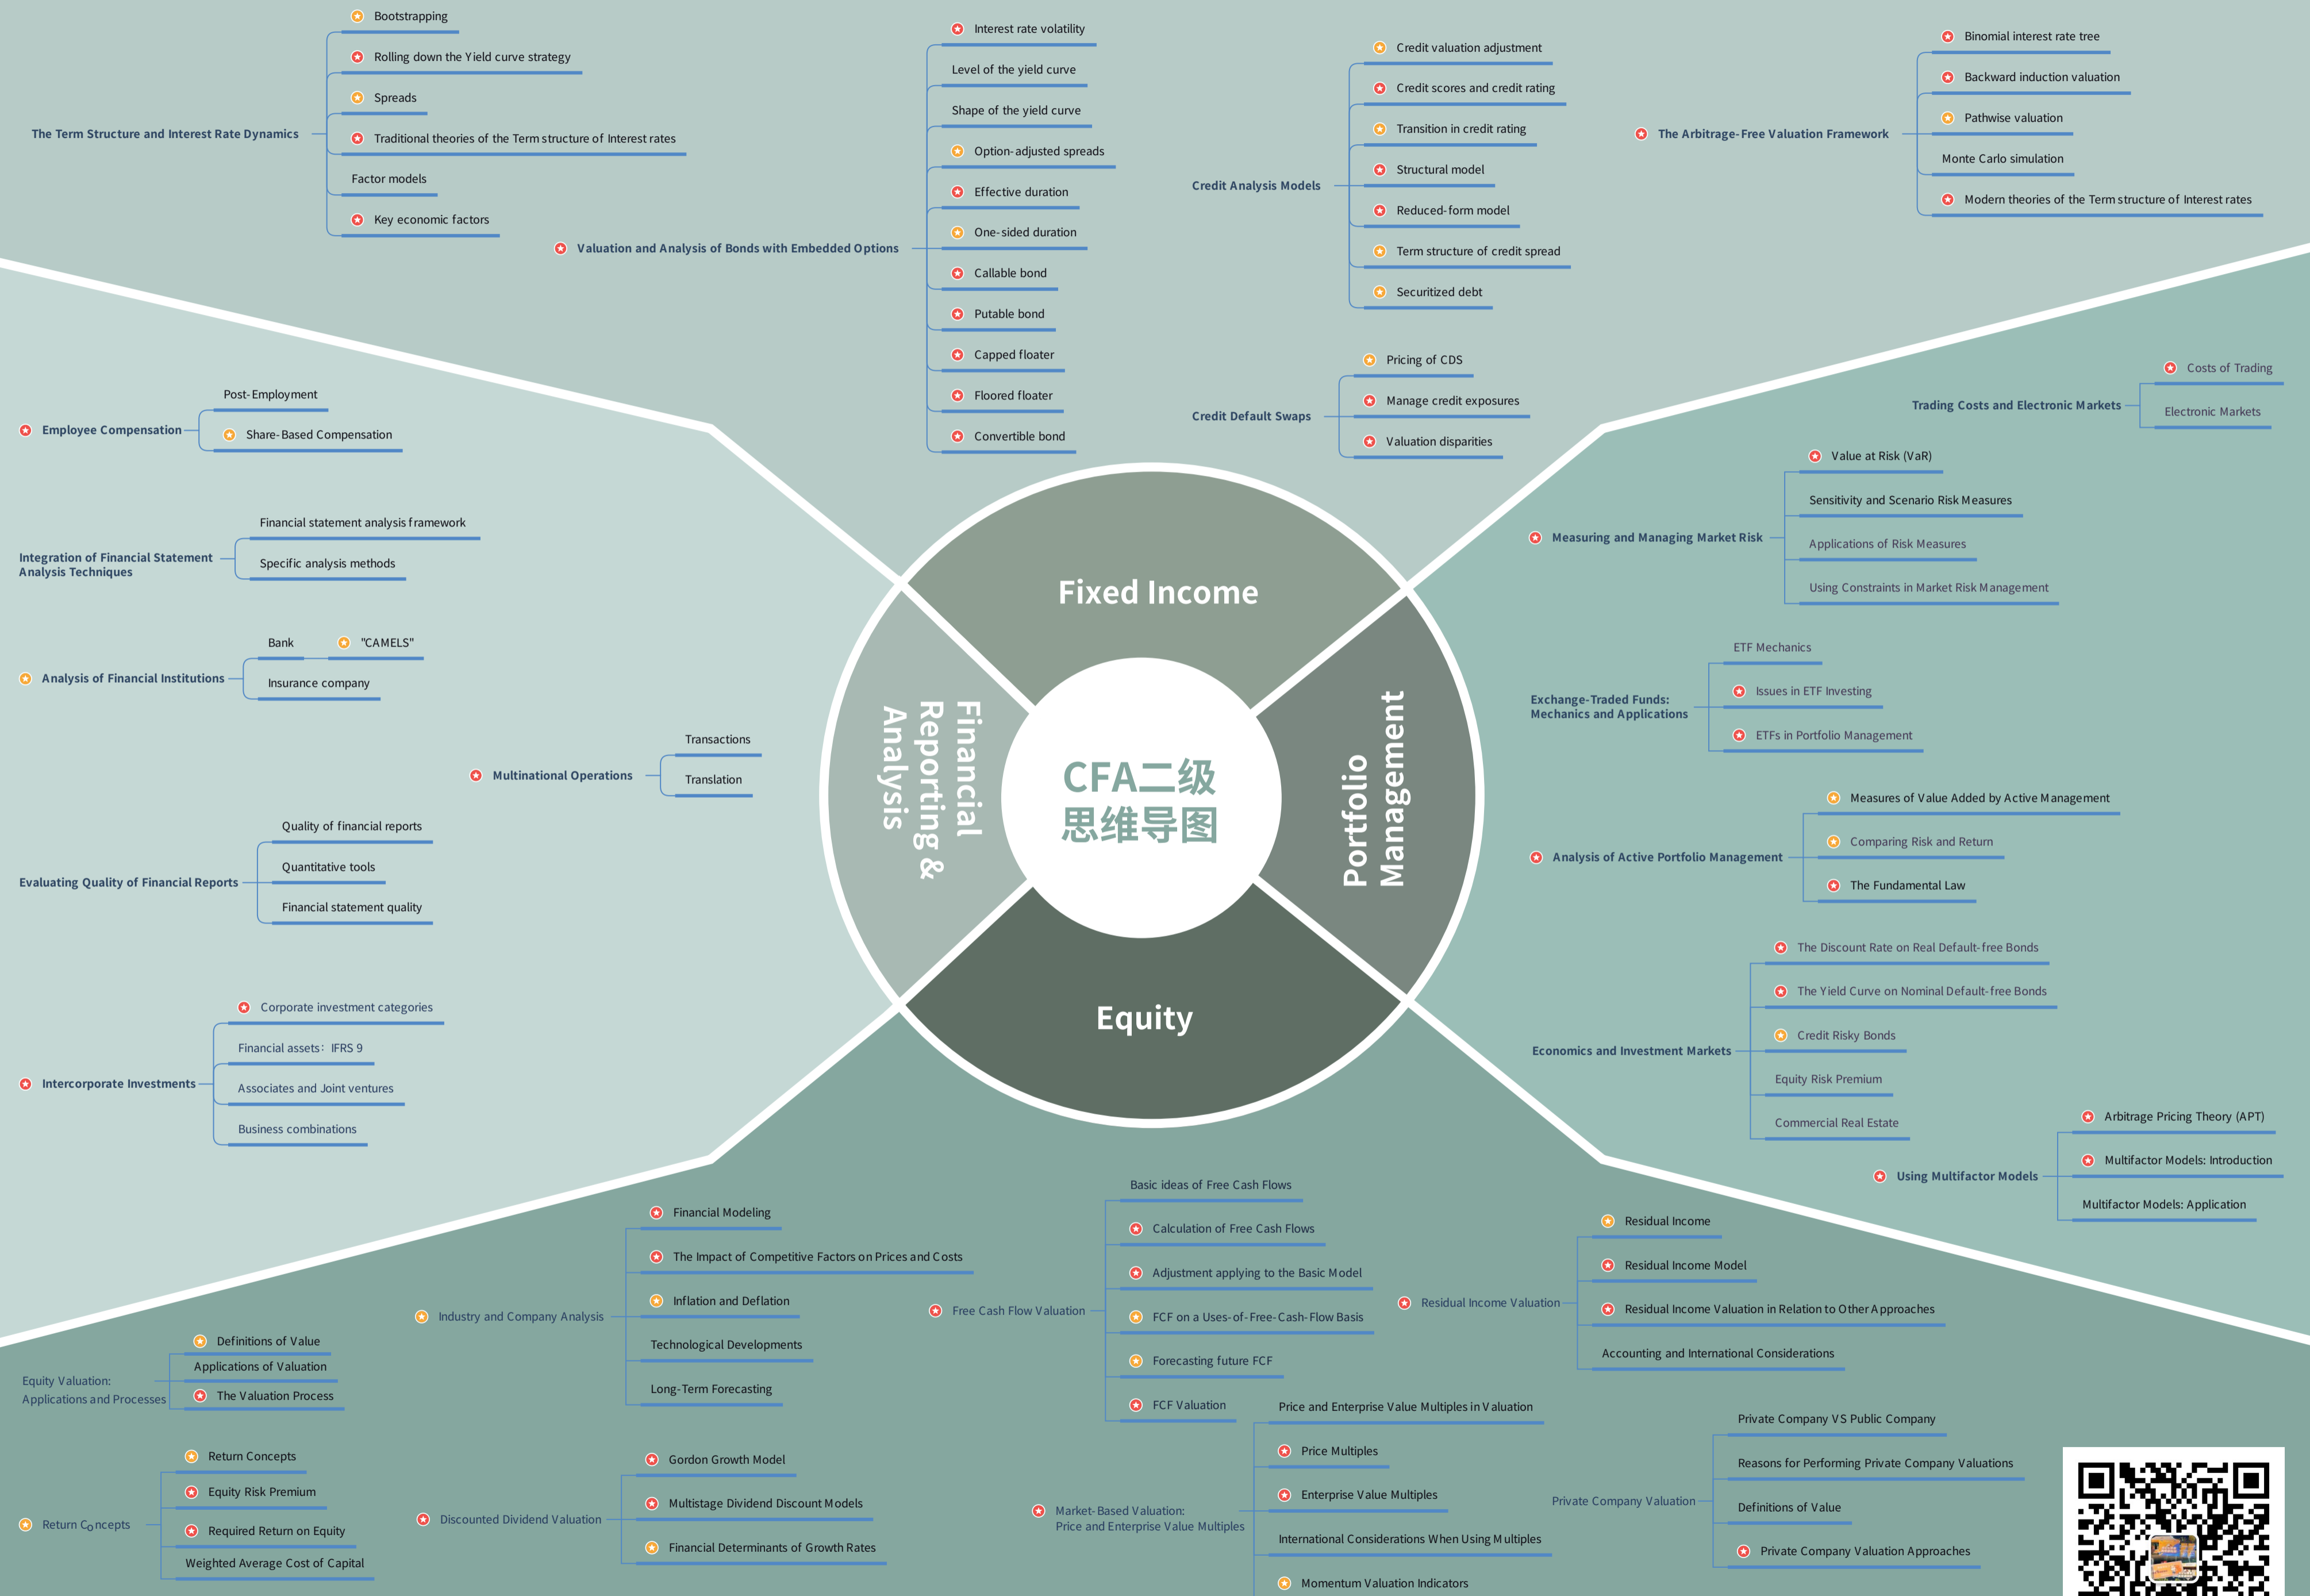 The Term Structure and Interest Rate Dynamics
Bootstrapping
Rolling down the Yield curve strategy
Spreads
Traditional theories of the Term structure of Interest rates
Factor models
Key economic factors
Valuation and Analysis of Bonds with Embedded Options
Interest rate volatility
Level of the yield curve
Shape of the yield curve
Option-adjusted spreads
Effective duration
One-sided duration
Callable bond
Putable bond
Capped floater
Floored floater
Convertible bond
Credit Analysis Models
Credit valuation adjustment
Credit scores and credit rating
Transition in credit rating
Structural model
Reduced-form model
Term structure of credit spread
Securitized debt
Credit Default Swaps
Pricing of CDS
Manage credit exposures
Valuation disparities
The Arbitrage-Free Valuation Framework
Binomial interest rate tree
Backward induction valuation
Pathwise valuation
Monte Carlo simulation
Modern theories of the Term structure of Interest rates
Employee Compensation
Post-Employment
Share-Based Compensation
Integration of Financial Statement
Analysis Techniques
Financial statement analysis framework
Specific analysis methods
Analysis of Financial Institutions
Bank
"CAMELS"
Insurance company
Multinational Operations
Transactions
Translation
Evaluating Quality of Financial Reports
Quality of financial reports
Quantitative tools
Financial statement quality
Intercorporate Investments
Corporate investment categories
Financial assets：IFRS 9
Associates and Joint ventures
Business combinations
Fixed Income
Financial
Reporting &
Analysis
CFA二级
思维导图
Portfolio
Management
Equity
Trading Costs and Electronic Markets
Costs of Trading
Electronic Markets
Measuring and Managing Market Risk
Value at Risk (VaR)
Sensitivity and Scenario Risk Measures
Applications of Risk Measures
Using Constraints in Market Risk Management
Exchange-Traded Funds:
Mechanics and Applications
ETF Mechanics
Issues in ETF Investing
ETFs in Portfolio Management
Analysis of Active Portfolio Management
Measures of Value Added by Active Management
Comparing Risk and Return
The Fundamental Law
Economics and Investment Markets
The Discount Rate on Real Default-free Bonds
The Yield Curve on Nominal Default-free Bonds
Credit Risky Bonds
Equity Risk Premium
Commercial Real Estate
Using Multifactor Models
Arbitrage Pricing Theory (APT)
Multifactor Models: Introduction
Multifactor Models: Application
Equity Valuation:
Applications and Processes
Definitions of Value
Applications of Valuation
The Valuation Process
Return Concepts
Return Concepts
Equity Risk Premium
Required Return on Equity
Weighted Average Cost of Capital
Industry and Company Analysis
Financial Modeling
The Impact of Competitive Factors on Prices and Costs
Inflation and Deflation
Technological Developments
Long-Term Forecasting
Discounted Dividend Valuation
Gordon Growth Model
Multistage Dividend Discount Models
Financial Determinants of Growth Rates
Free Cash Flow Valuation
Basic ideas of Free Cash Flows
Calculation of Free Cash Flows
Adjustment applying to the Basic Model
FCF on a Uses-of-Free-Cash-Flow Basis
Forecasting future FCF
FCF Valuation
Market-Based Valuation:
Price and Enterprise Value Multiples
Price and Enterprise Value Multiples in Valuation
Price Multiples
Enterprise Value Multiples
International Considerations When Using Multiples
Momentum Valuation Indicators
Residual Income Valuation
Residual Income
Residual Income Model
Residual Income Valuation in Relation to Other Approaches
Accounting and International Considerations
Private Company Valuation
Private Company VS Public Company
Reasons for Performing Private Company Valuations
Definitions of Value
Private Company Valuation Approaches